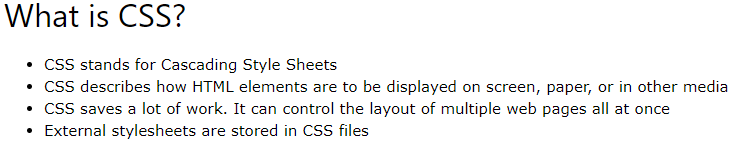 What is CSS?
• CSS stands for Cascading Style Sheets
• CSS describes how HTML elements are to be displayed on screen, paper, or in other media
• CSS saves a lot of work. It can control the layout of multiple web pages all at once
• External stylesheets are stored in CSS files